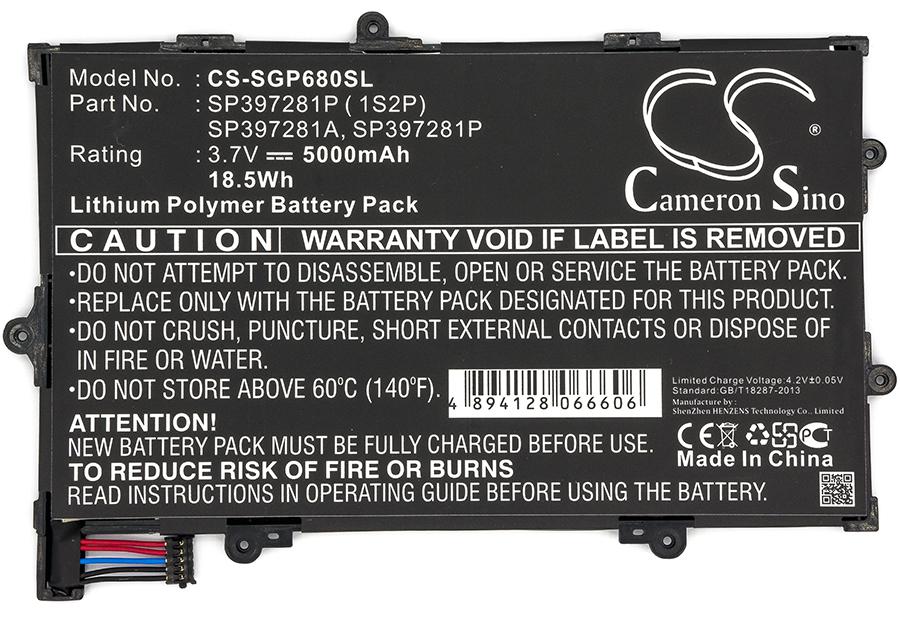 Model No. : CS-SGP680SL
Part No. : SP397281P ( 1S2P)
SP397281A, SP397281P
Rating : 3.7V ⎓ 5000mAh
18.5Wh
Lithium Polymer Battery Pack
CS
®
Cameron Sino
CAUTION WARRANTY VOID IF LABEL IS REMOVED
•DO NOT ATTEMPT TO DISASSEMBLE, OPEN OR SERVICE THE BATTERY PACK.
•REPLACE ONLY WITH THE BATTERY PACK DESIGNATED FOR THIS PRODUCT.
•DO NOT CRUSH, PUNCTURE, SHORT EXTERNAL CONTACTS OR DISPOSE OF
IN FIRE OR WATER.
•DO NOT STORE ABOVE 60ºC (140ºF).
4 894128 066606
Limited Charge Voltage:4.2V±0.05V
Standard:GB/T18287-2013
Manufacture by :
ShenZhen HENZENS Technology Co., Limited
ATTENTION!
NEW BATTERY PACK MUST BE FULLY CHARGED BEFORE USE.
TO REDUCE RISK OF FIRE OR BURNS
READ INSTRUCTIONS IN OPERATING GUIDE BEFORE USING THE BATTERY.
CE
Made In China